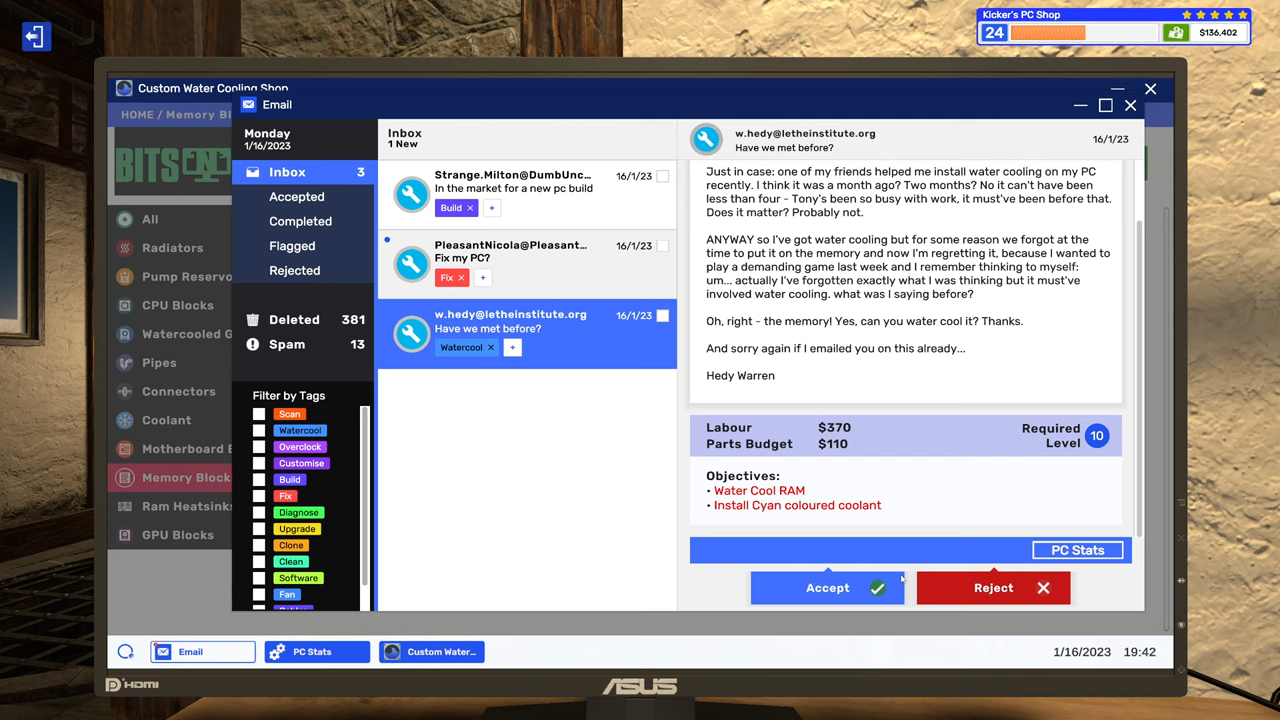 Kicker's PC Shop
24
$136,402
Custom Water Cooling Shop
HOME / Memory Bl
BITS
All
Radiators
Pump Reservo
CPU Blocks
Watercooled G
Pipes
Connectors
Coolant
Motherboard B
Memory Block
Ram Heatsink
GPU Blocks
Email
Monday
1/16/2023
Inbox 3
Accepted
Completed
Flagged
Rejected
Deleted 381
Spam 13
Filter by Tags
Scan
Watercool
Overclock
Customise
Build
Fix
Diagnose
Upgrade
Clone
Clean
Software
Fan
Inbox
1 New
Strange.Milton@DumbUnc... 16/1/23
In the market for a new pc build
Build × +
PleasantNicola@Pleasant... 16/1/23
Fix my PC?
Fix × +
w.hedy@letheinstitute.org 16/1/23
Have we met before?
Watercool × +
w.hedy@letheinstitute.org
Have we met before?
16/1/23
Just in case: one of my friends helped me install water cooling on my PC
recently. I think it was a month ago? Two months? No it can't have been
less than four - Tony's been so busy with work, it must've been before that.
Does it matter? Probably not.
ANYWAY so I've got water cooling but for some reason we forgot at the
time to put it on the memory and now I'm regretting it, because I wanted to
play a demanding game last week and I remember thinking to myself:
um... actually I've forgotten exactly what I was thinking but it must've
involved water cooling. what was I saying before?
Oh, right - the memory! Yes, can you water cool it? Thanks.
And sorry again if I emailed you on this already...
Hedy Warren
Labour $370
Parts Budget $110
Required
Level 10
Objectives:
• Water Cool RAM
• Install Cyan coloured coolant
PC Stats
Accept
Reject
Email
PC Stats
Custom Water...
1/16/2023 19:42
HDMI
ASUS